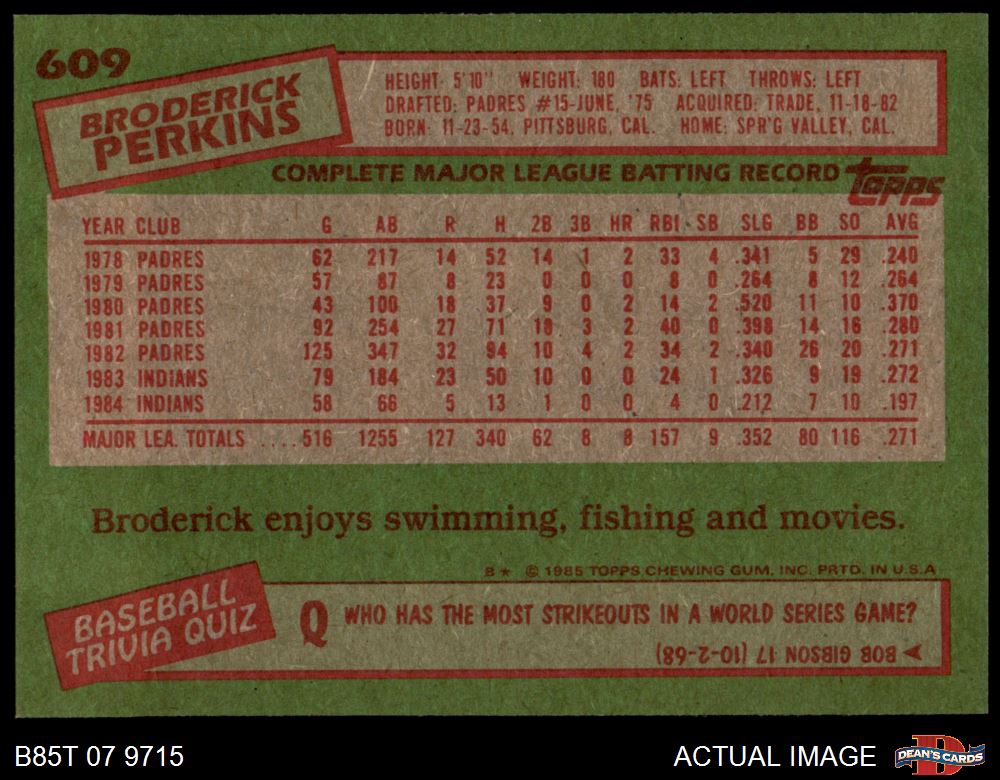 609
BRODERICK
PERKINS
HEIGHT: 5'10" WEIGHT: 180 BATS: LEFT THROWS: LEFT
DRAFTED: PADRES #15-JUNE, '75 ACQUIRED: TRADE, 11-18-82
BORN: 11-23-54, PITTSBURG, CAL. HOME: SPR'G VALLEY, CAL.
COMPLETE MAJOR LEAGUE BATTING RECORD topps
YEAR CLUB G AB R H 2B 3B HR RBI SB SLG BB SO AVG
1978 PADRES 62 217 14 52 14 1 2 33 4 .341 5 29 .240
1979 PADRES 57 87 8 23 0 0 0 8 0 .264 8 12 .264
1980 PADRES 43 100 18 37 9 0 2 14 2 .520 11 10 .370
1981 PADRES 92 254 27 71 18 3 2 40 0 .398 14 16 .280
1982 PADRES 125 347 32 94 10 4 2 34 2 .340 26 20 .271
1983 INDIANS 79 184 23 50 10 0 0 24 1 .326 9 19 .272
1984 INDIANS 58 66 5 13 1 0 0 4 0 .212 7 10 .197
MAJOR LEA. TOTALS ....516 1255 127 340 62 8 8 157 9 .352 80 116 .271
Broderick enjoys swimming, fishing and movies.
B* © 1985 TOPPS CHEWING GUM, INC. PRTD. IN U.S.A
BASEBALL
TRIVIA QUIZ
Q WHO HAS THE MOST STRIKEOUTS IN A WORLD SERIES GAME?
BOB GIBSON 17 (10-2-68)
B85T 07 9715
ACTUAL IMAGE
D
DEAN'S CARDS